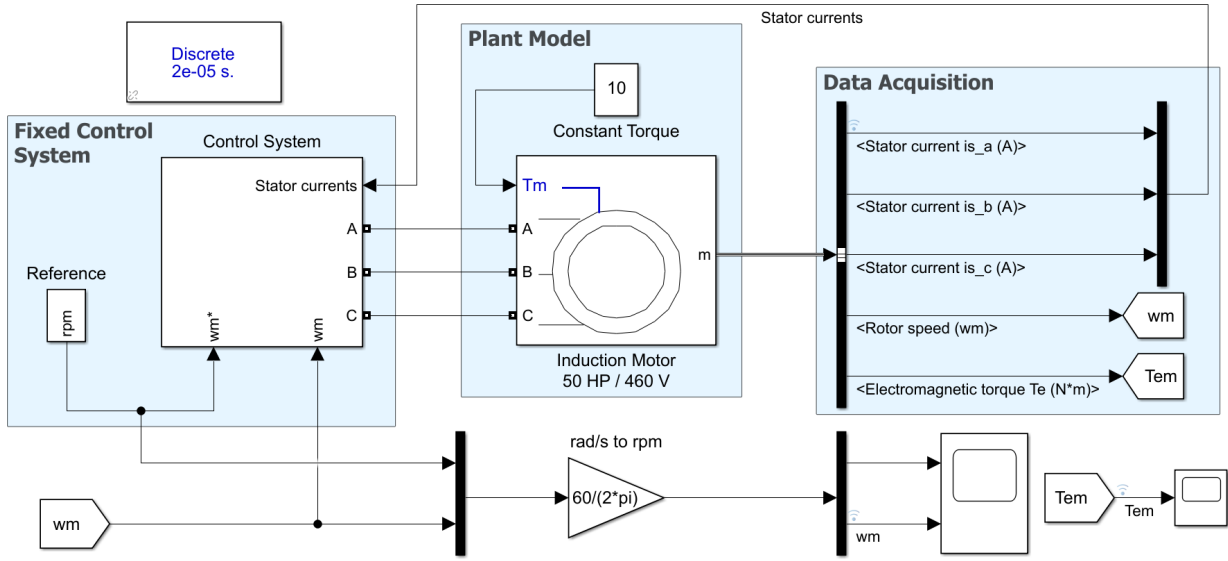 Stator currents
Discrete
2e-05 s.
Plant Model
10
Constant Torque
Data Acquisition
Fixed Control
System
Control System
Stator currents
A
B
C
wm*
wm
Reference
rpm
Tm
A
B
C
m
Induction Motor
50 HP / 460 V
<Stator current is_a (A)>
<Stator current is_b (A)>
<Stator current is_c (A)>
<Rotor speed (wm)>
wm
<Electromagnetic torque Te (N*m)>
Tem
rad/s to rpm
60/(2*pi)
wm
wm
Tem
Tem